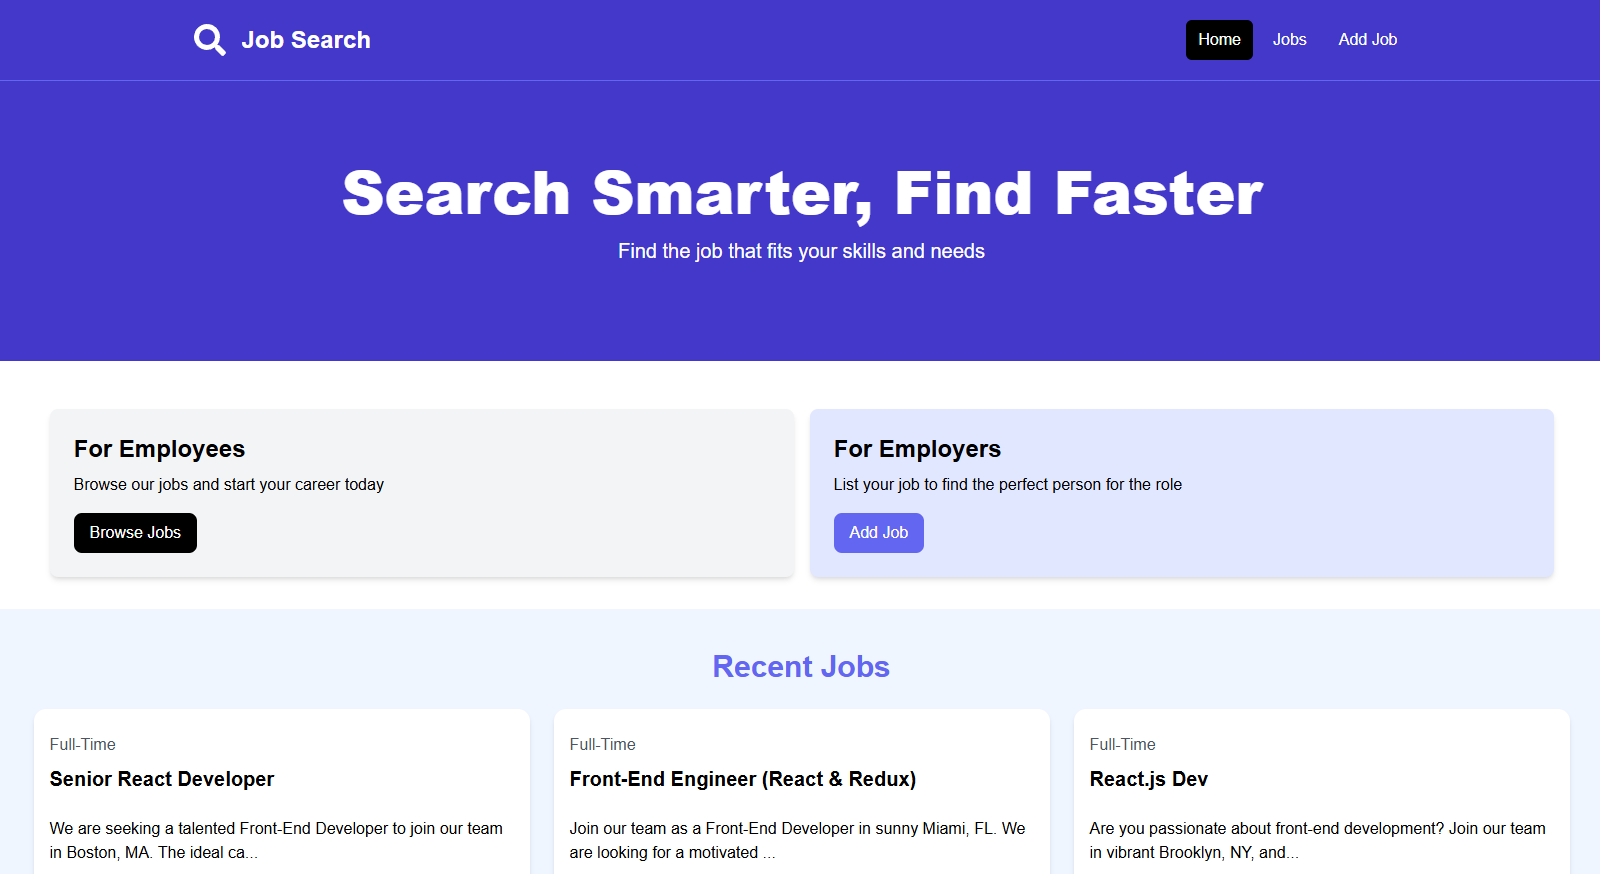 Job Search
Home
Jobs
Add Job
Search Smarter, Find Faster
Find the job that fits your skills and needs
For Employees
Browse our jobs and start your career today
Browse Jobs
For Employers
List your job to find the perfect person for the role
Add Job
Recent Jobs
Full-Time
Senior React Developer
We are seeking a talented Front-End Developer to join our team
in Boston, MA. The ideal ca...
Full-Time
Front-End Engineer (React & Redux)
Join our team as a Front-End Developer in sunny Miami, FL. We
are looking for a motivated ...
Full-Time
React.js Dev
Are you passionate about front-end development? Join our team
in vibrant Brooklyn, NY, and...